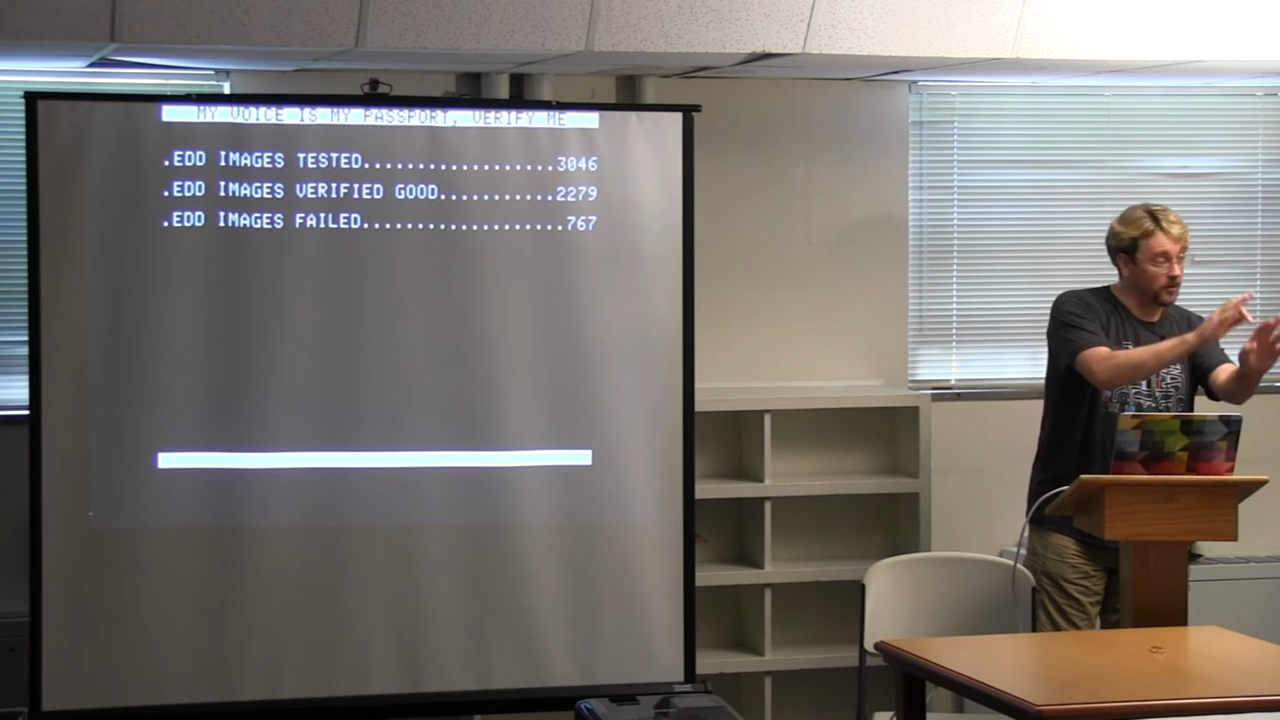 MY VOICE IS MY PASSPORT, VERIFY ME
.EDD IMAGES TESTED..................3046
.EDD IMAGES VERIFIED GOOD...........2279
.EDD IMAGES FAILED...................767